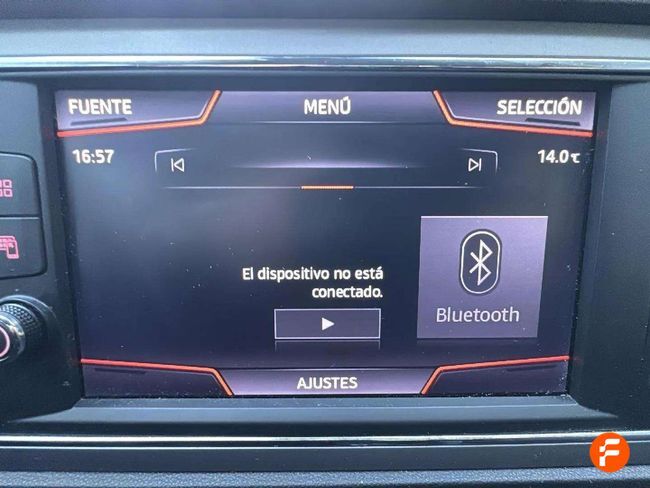 FUENTE
MENÚ
SELECCIÓN
16:57
14.0℃
El dispositivo no está
conectado.
Bluetooth
AJUSTES